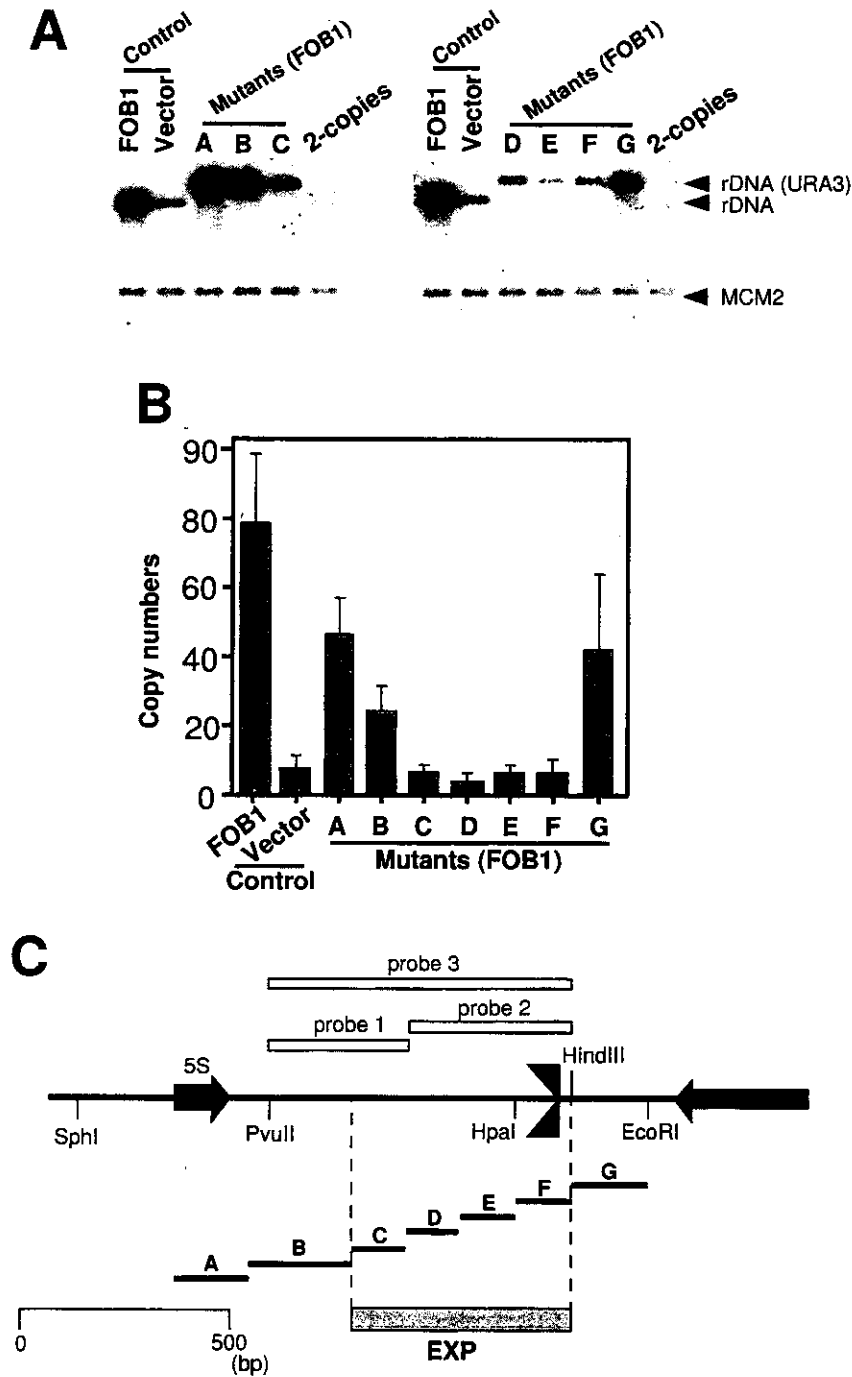 A
Control
Mutants (FOB1)
FOB1
Vector
A B C
2-copies
Control
Mutants (FOB1)
FOB1
Vector
D E F G
2-copies
rDNA (URA3)
rDNA
MCM2
B
Copy numbers
90
80
60
40
20
0
FOB1
Vector
A B C D E F G
Control
Mutants (FOB1)
C
probe 3
probe 1
probe 2
5S
HindIII
SphI
PvuII
HpaI
EcoRI
A
B
C
D
E
F
G
0
500
(bp)
EXP